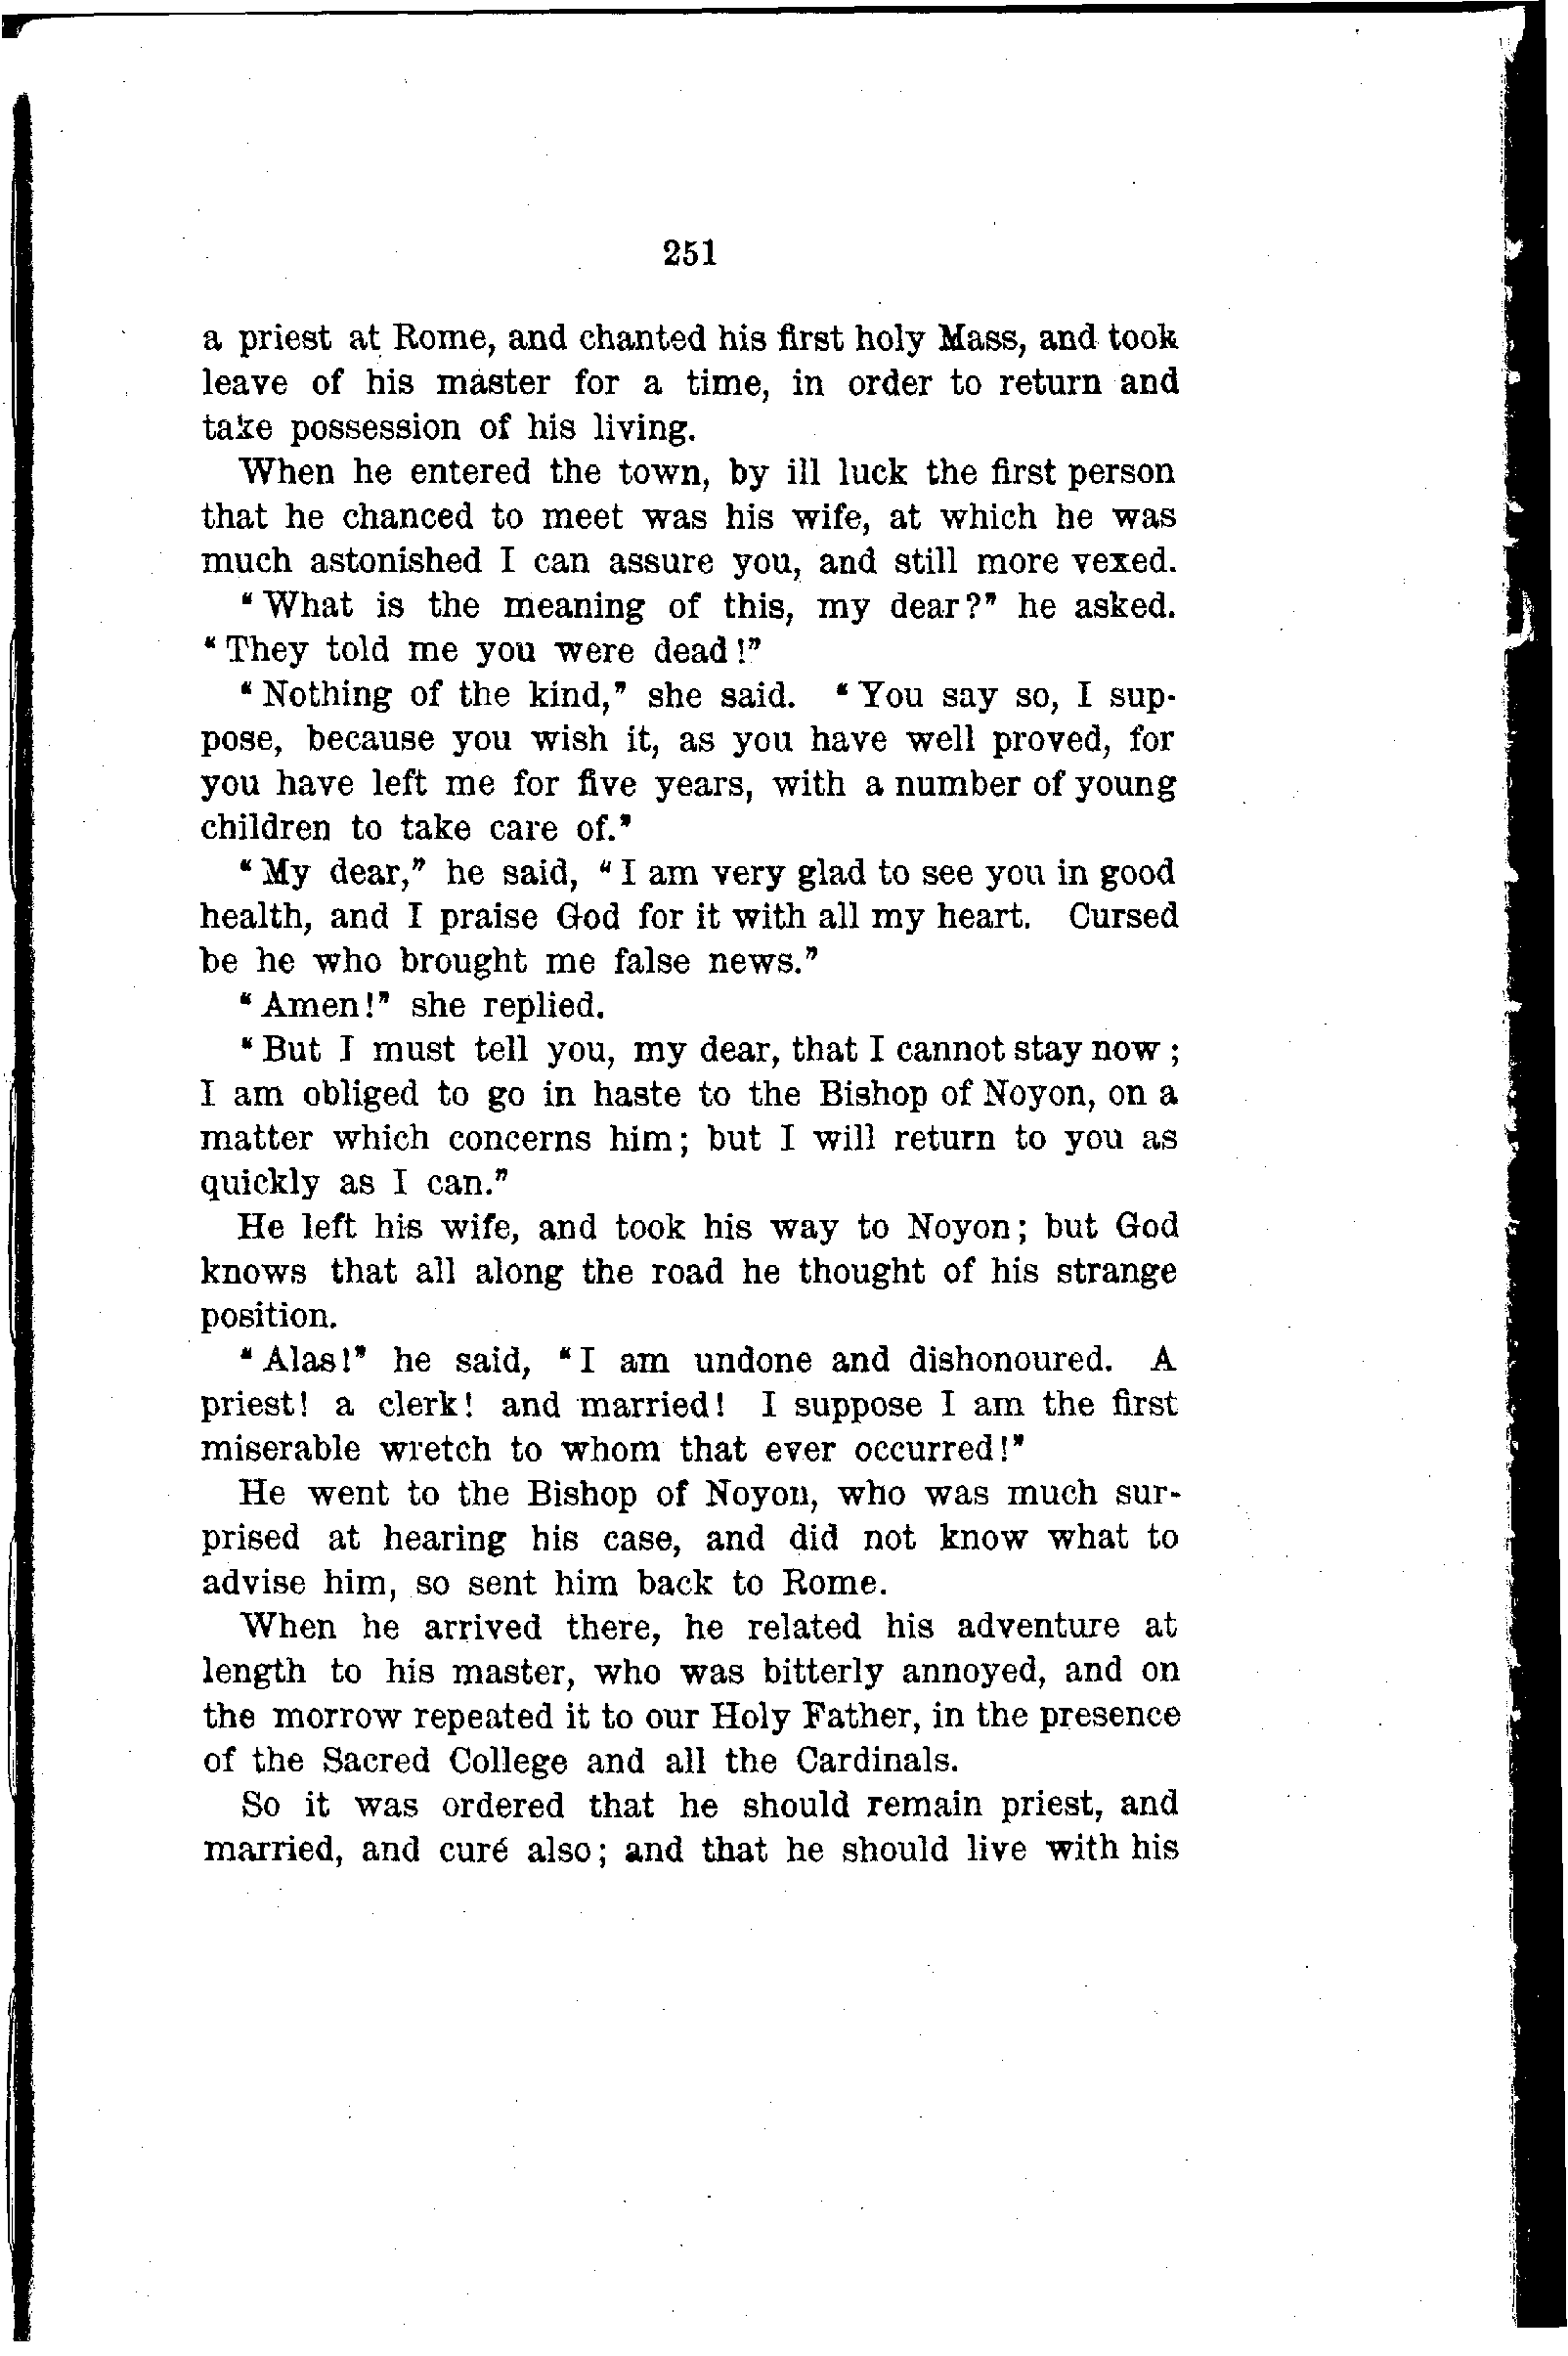 251
a priest at Rome, and chanted his first holy Mass, and took
leave of his master for a time, in order to return and
take possession of his living.
When he entered the town, by ill luck the first person
that he chanced to meet was his wife, at which he was
much astonished I can assure you, and still more vexed.
“What is the meaning of this, my dear?” he asked.
“They told me you were dead!”
“Nothing of the kind,” she said. “You say so, I sup-
pose, because you wish it, as you have well proved, for
you have left me for five years, with a number of young
children to take care of.”
“My dear,” he said, “I am very glad to see you in good
health, and I praise God for it with all my heart. Cursed
be he who brought me false news.”
“Amen!” she replied.
“But I must tell you, my dear, that I cannot stay now;
I am obliged to go in haste to the Bishop of Noyon, on a
matter which concerns him; but I will return to you as
quickly as I can.”
He left his wife, and took his way to Noyon; but God
knows that all along the road he thought of his strange
position.
“Alas!” he said, “I am undone and dishonoured. A
priest! a clerk! and married! I suppose I am the first
miserable wretch to whom that ever occurred!”
He went to the Bishop of Noyon, who was much sur-
prised at hearing his case, and did not know what to
advise him, so sent him back to Rome.
When he arrived there, he related his adventure at
length to his master, who was bitterly annoyed, and on
the morrow repeated it to our Holy Father, in the presence
of the Sacred College and all the Cardinals.
So it was ordered that he should remain priest, and
married, and curé also; and that he should live with his